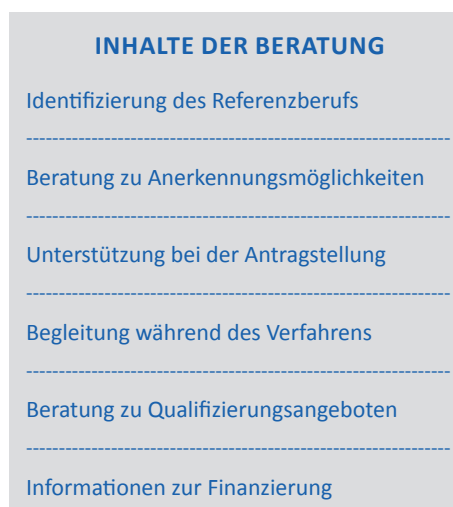 INHALTE DER BERATUNG
Identifizierung des Referenzberufs
Beratung zu Anerkennungsmöglichkeiten
Unterstützung bei der Antragstellung
Begleitung während des Verfahrens
Beratung zu Qualifizierungsangeboten
Informationen zur Finanzierung